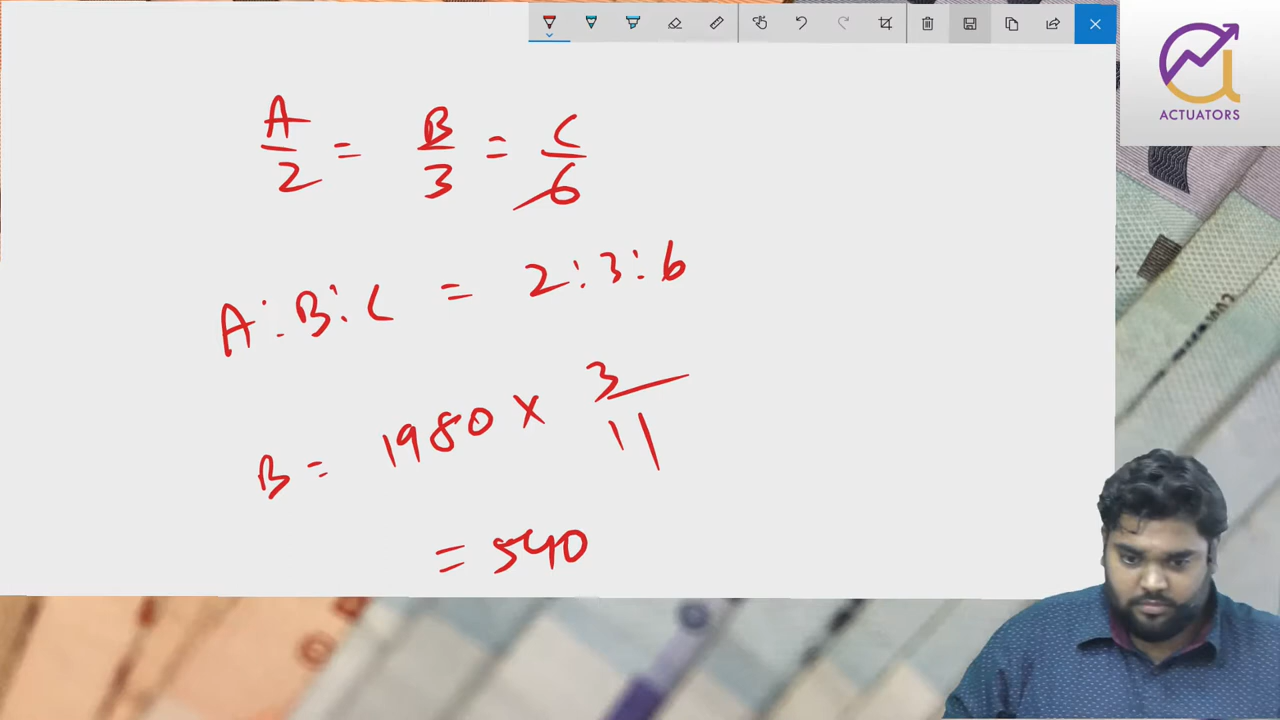 A/2 = B/3 = C/6
A:B:C = 2:3:6
B = 1980 × 3/11
= 540
ACTUATORS